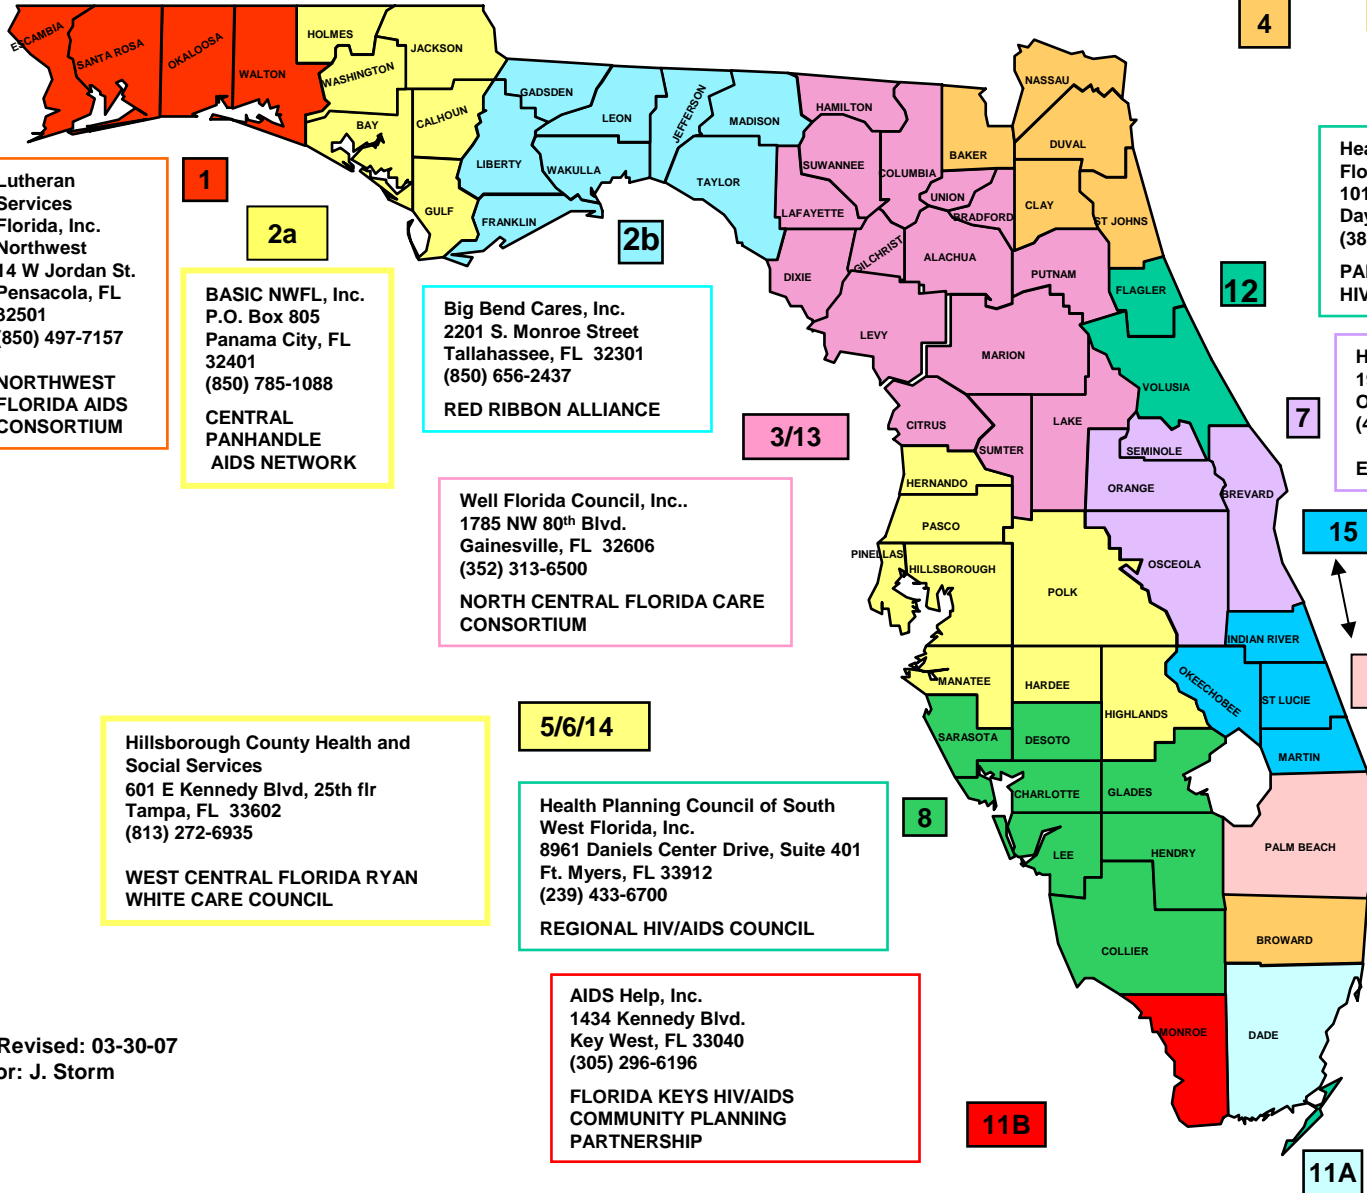 4
ESCAMBIA
SANTA ROSA
OKALOOSA
WALTON
HOLMES
WASHINGTON
JACKSON
BAY
CALHOUN
GULF
GADSDEN
LIBERTY
FRANKLIN
LEON
WAKULLA
JEFFERSON
MADISON
TAYLOR
HAMILTON
SUWANNEE
COLUMBIA
LAFAYETTE
UNION
BRADFORD
DIXIE
GILCHRIST
ALACHUA
PUTNAM
LEVY
MARION
CITRUS
SUMTER
LAKE
NASSAU
BAKER
DUVAL
CLAY
ST JOHNS
FLAGLER
VOLUSIA
SEMINOLE
ORANGE
BREVARD
OSCEOLA
HERNANDO
PASCO
PINELLAS
HILLSBOROUGH
POLK
MANATEE
HARDEE
HIGHLANDS
INDIAN RIVER
OKEECHOBEE
ST LUCIE
MARTIN
SARASOTA
DESOTO
CHARLOTTE
GLADES
LEE
HENDRY
COLLIER
PALM BEACH
BROWARD
MONROE
DADE
1
Lutheran
Services
Florida, Inc.
Northwest
14 W Jordan St.
Pensacola, FL
32501
(850) 497-7157
NORTHWEST
FLORIDA AIDS
CONSORTIUM
2a
BASIC NWFL, Inc.
P.O. Box 805
Panama City, FL
32401
(850) 785-1088
CENTRAL
PANHANDLE
AIDS NETWORK
2b
Big Bend Cares, Inc.
2201 S. Monroe Street
Tallahassee, FL 32301
(850) 656-2437
RED RIBBON ALLIANCE
3/13
Well Florida Council, Inc..
1785 NW 80th Blvd.
Gainesville, FL 32606
(352) 313-6500
NORTH CENTRAL FLORIDA CARE
CONSORTIUM
12
Hea
Flo
101
Day
(38
HIV
7
H
19
O
(4
E
15
5/6/14
Hillsborough County Health and
Social Services
601 E Kennedy Blvd, 25th flr
Tampa, FL 33602
(813) 272-6935
WEST CENTRAL FLORIDA RYAN
WHITE CARE COUNCIL
8
Health Planning Council of South
West Florida, Inc.
8961 Daniels Center Drive, Suite 401
Ft. Myers, FL 33912
(239) 433-6700
REGIONAL HIV/AIDS COUNCIL
AIDS Help, Inc.
1434 Kennedy Blvd.
Key West, FL 33040
(305) 296-6196
FLORIDA KEYS HIV/AIDS
COMMUNITY PLANNING
PARTNERSHIP
11B
11A
Revised: 03-30-07
or: J. Storm